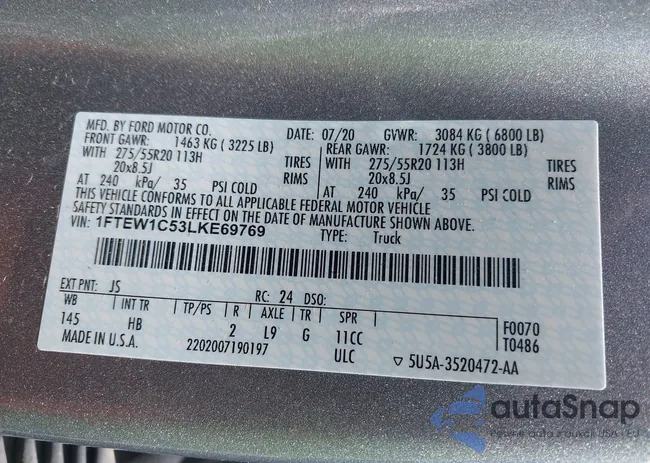 MFD. BY FORD MOTOR CO. DATE: 07/20 GVWR: 3084 KG ( 6800 LB)
FRONT GAWR: 1463 KG ( 3225 LB) REAR GAWR: 1724 KG ( 3800 LB)
WITH 275/55R20 113H TIRES WITH 275/55R20 113H TIRES
20x8.5J RIMS 20x8.5J RIMS
AT 240 kPa/ 35 PSI COLD AT 240 kPa/ 35 PSI COLD
THIS VEHICLE CONFORMS TO ALL APPLICABLE FEDERAL MOTOR VEHICLE
SAFETY STANDARDS IN EFFECT ON THE DATE OF MANUFACTURE SHOWN ABOVE.
VIN: 1FTEW1C53LKE69769 TYPE: Truck
EXT PNT: JS RC: 24 DSO:
WB INT TR TP/PS R AXLE TR SPR F0070
145 HB 2 L9 G 11CC T0486
MADE IN U.S.A. 2202007190197 ULC ▽ 5U5A-3520472-AA
autaSnap